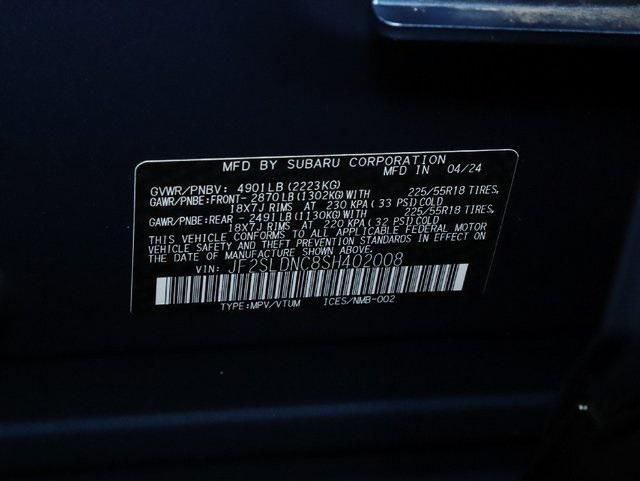 MFD BY SUBARU CORPORATION
MFD IN 04/24
GVWR/PNBV: 4901LB(2223KG)
GAWR/PNBE:FRONT- 2870LB(1302KG)WITH 225/55R18 TIRES,
18X7J RIMS AT 230 KPA(33 PSI)COLD
GAWR/PNBE:REAR - 2491LB(1130KG)WITH 225/55R18 TIRES,
18X7J RIMS AT 220 KPA(32 PSI)COLD
THIS VEHICLE CONFORMS TO ALL APPLICABLE FEDERAL MOTOR
VEHICLE SAFETY AND THEFT PREVENTION STANDARDS IN EFFECT ON
THE DATE OF MANUFACTURE SHOWN ABOVE.
VIN: JF2SLDNC8SH402008
TYPE:MPV/VTUM ICES/NMB-002